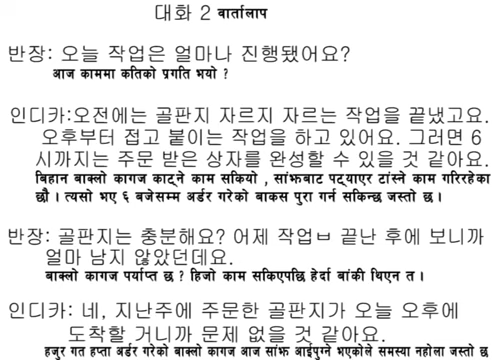 대화 2 वार्तालाप
반장: 오늘 작업은 얼마나 진행됐어요?
आज काममा कतिको प्रगति भयो ?
인디카:오전에는 골판지 자르지 자르는 작업을 끝냈고요.
오후부터 접고 붙이는 작업을 하고 있어요. 그러면 6
시까지는 주문 받은 상자를 완성할 수 있을 것 같아요.
बिहान बाक्लो कागज काट्ने काम सकियो , सांझबाट पट्याएर टांस्ने काम गरिरहेका
छौ । त्यसो भए ६ बजेसम्म अर्डर गरेको बाकस पुरा गर्न सकिन्छ जस्तो छ ।
반장: 골판지는 충분해요? 어제 작업ㅂ 끝난 후에 보니까
얼마 남지 않았던데요.
बाक्लो कागज पर्याप्त छ ? हिजो काम सकिएपछि हेर्दा बांकी थिएन त ।
인디카: 네, 지난주에 주문한 골판지가 오늘 오후에
도착할 거니까 문제 없을 것 같아요.
हजुर गत हप्ता अर्डर गरेको बाक्लो कागज आज सांझ आईपुग्ने भएकोले समस्या नहोला जस्तो छ